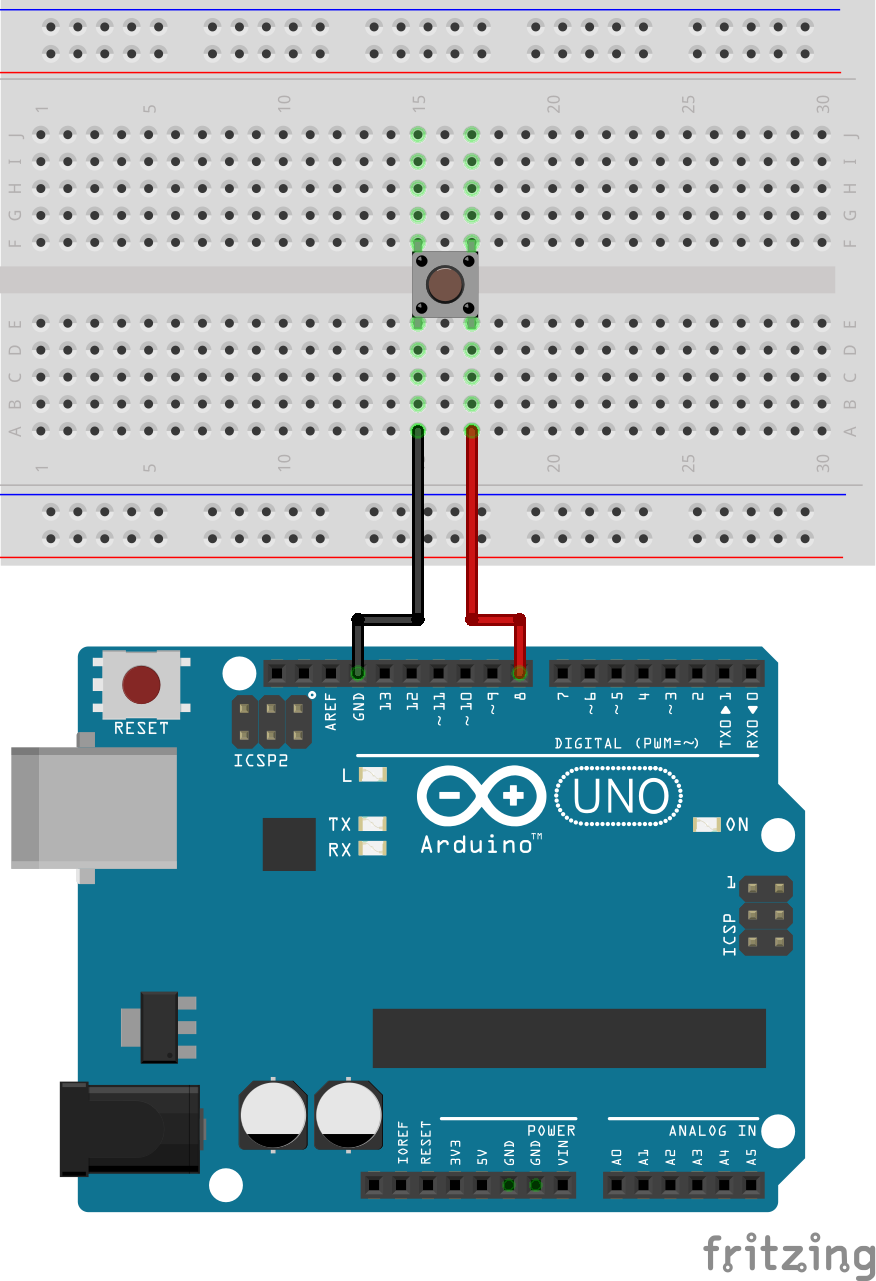 1 5 10 15 20 25 30
J J
I I
H H
G G
F F
E E
D D
C C
B B
A A
1 5 10 20 25 30
RESET
ICSP2
AREF GND 13 12 ~11 ~10 ~9 8 7 ~6 ~5 4 ~3 2 TX0▶1 RX0◀0
DIGITAL (PWM=~)
L
TX
RX
UNO
Arduino™
ON
1
ICSP
POWER
ANALOG IN
IOREF RESET 3V3 5V GND GND VIN A0 A1 A2 A3 A4 A5
fritzing